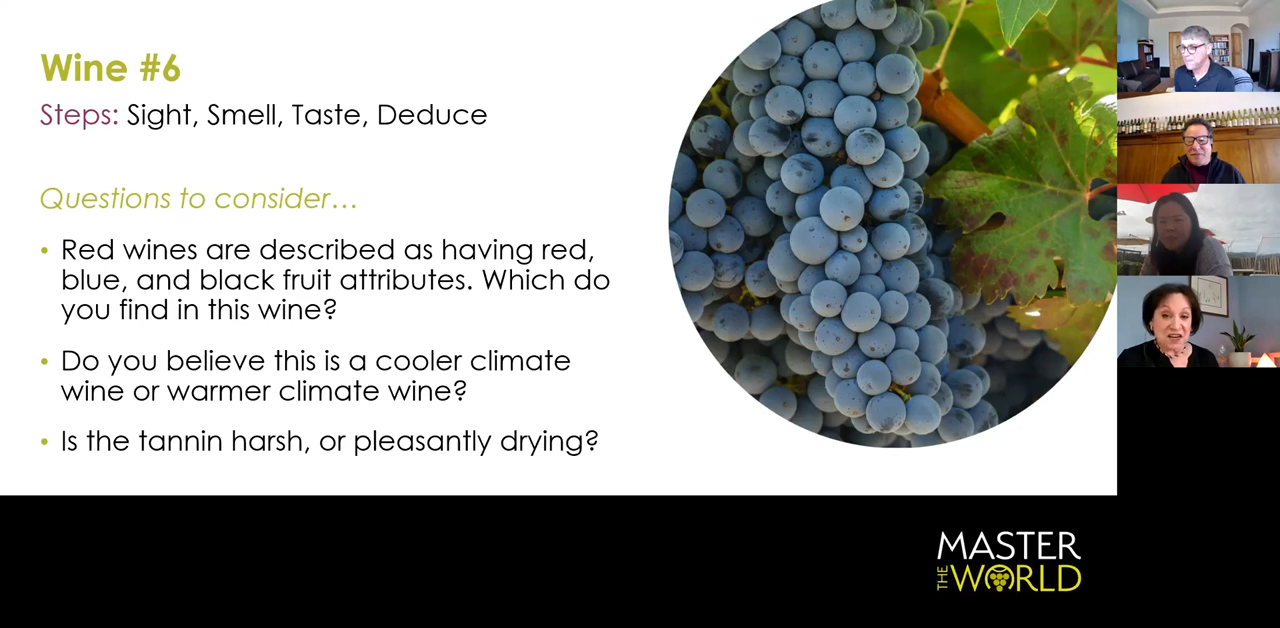 Wine #6
Steps: Sight, Smell, Taste, Deduce
Questions to consider…
• Red wines are described as having red,
blue, and black fruit attributes. Which do
you find in this wine?
• Do you believe this is a cooler climate
wine or warmer climate wine?
• Is the tannin harsh, or pleasantly drying?
MASTER
THE WORLD